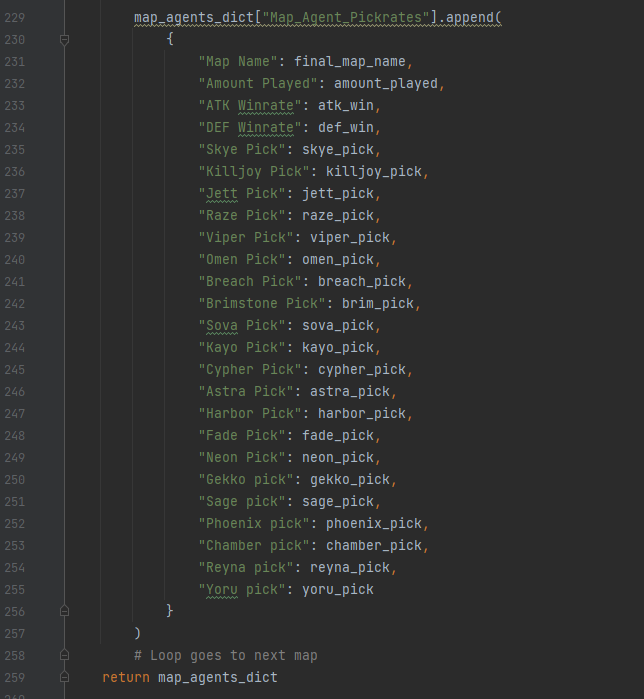 229 map_agents_dict["Map_Agent_Pickrates"].append(
230 {
231 "Map Name": final_map_name,
232 "Amount Played": amount_played,
233 "ATK Winrate": atk_win,
234 "DEF Winrate": def_win,
235 "Skye Pick": skye_pick,
236 "Killjoy Pick": killjoy_pick,
237 "Jett Pick": jett_pick,
238 "Raze Pick": raze_pick,
239 "Viper Pick": viper_pick,
240 "Omen Pick": omen_pick,
241 "Breach Pick": breach_pick,
242 "Brimstone Pick": brim_pick,
243 "Sova Pick": sova_pick,
244 "Kayo Pick": kayo_pick,
245 "Cypher Pick": cypher_pick,
246 "Astra Pick": astra_pick,
247 "Harbor Pick": harbor_pick,
248 "Fade Pick": fade_pick,
249 "Neon Pick": neon_pick,
250 "Gekko pick": gekko_pick,
251 "Sage pick": sage_pick,
252 "Phoenix pick": phoenix_pick,
253 "Chamber pick": chamber_pick,
254 "Reyna pick": reyna_pick,
255 "Yoru pick": yoru_pick
256 }
257 )
258 # Loop goes to next map
259 return map_agents_dict